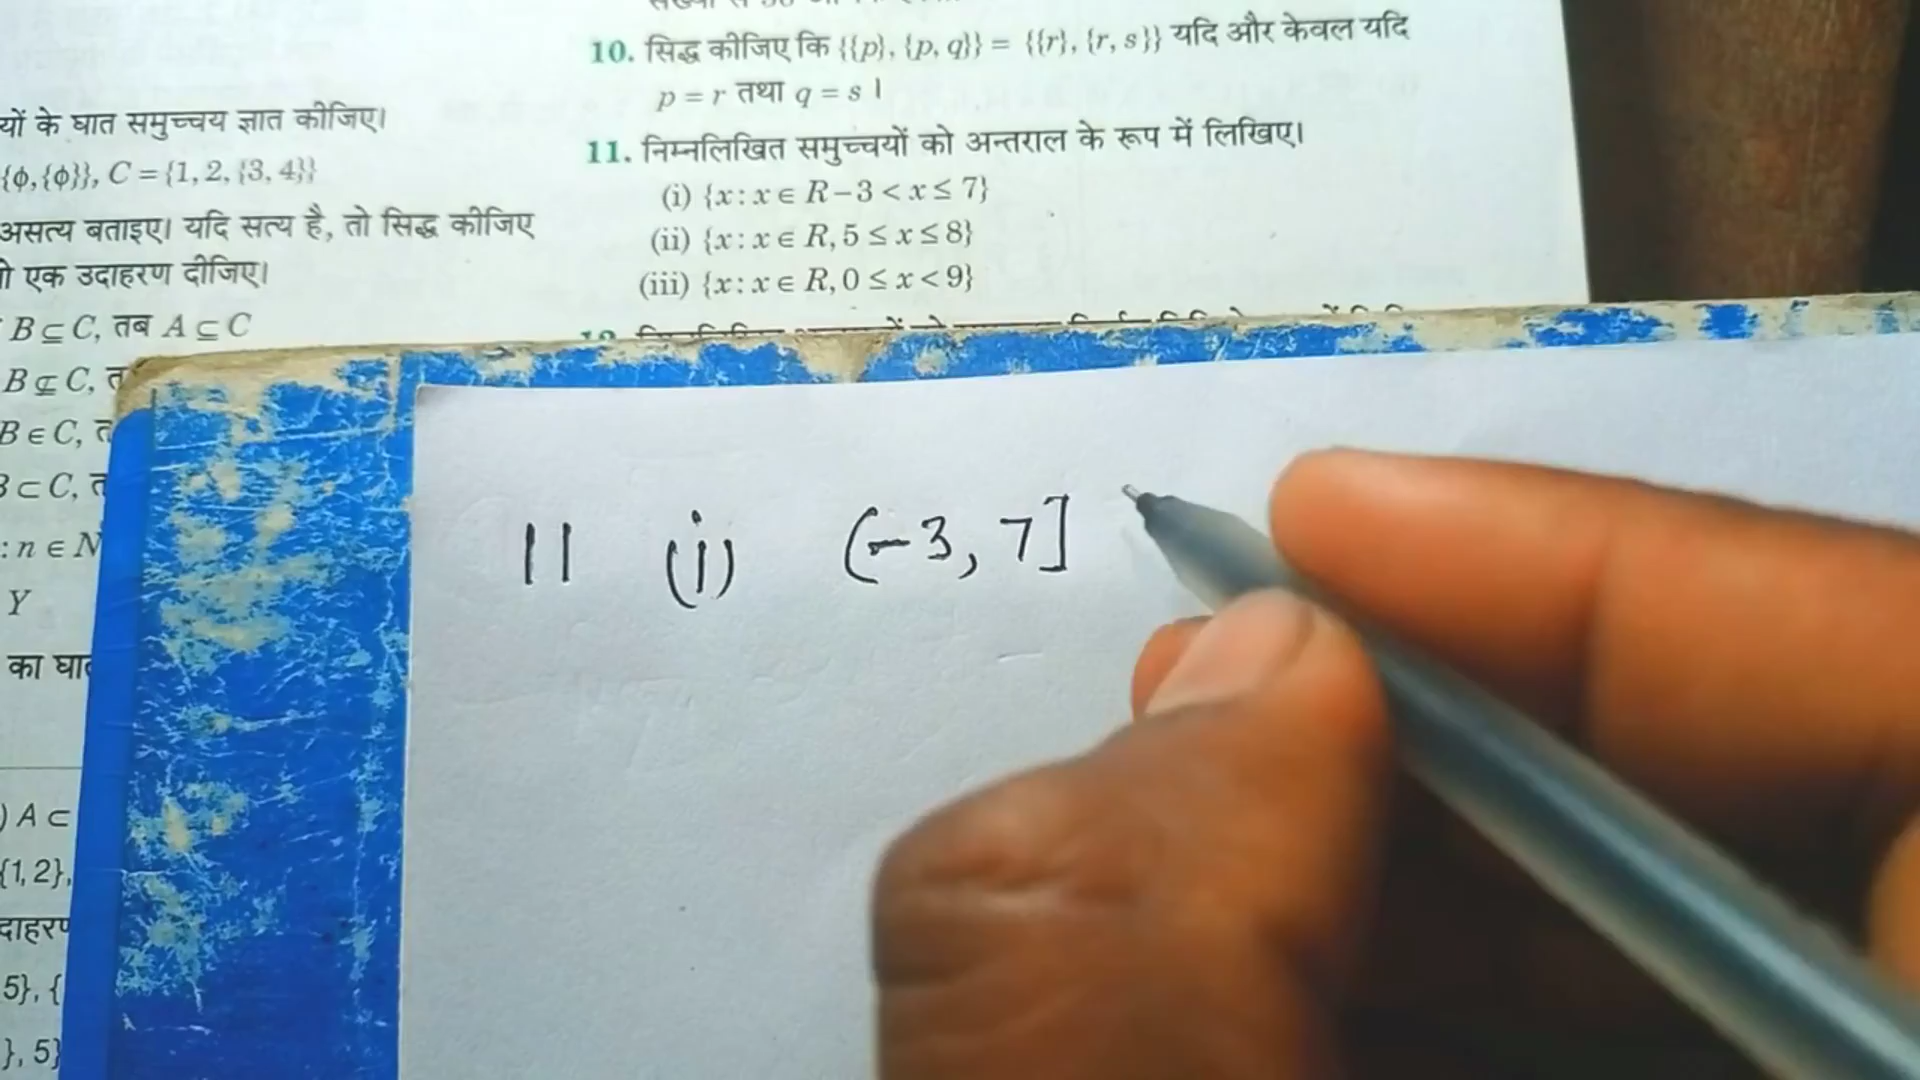 यों के घात समुच्चय ज्ञात कीजिए।
{ϕ,{ϕ}}, C = {1, 2, {3, 4}}
असत्य बताइए। यदि सत्य है, तो सिद्ध कीजिए
एक उदाहरण दीजिए।
B ⊆ C, तब A ⊆ C
B ⊈ C,
B ∈ C,
⊂ C,
: n ∈ N
Y
का
) A ⊂
{1, 2},
5}, {
}, 5}
10. सिद्ध कीजिए कि {{p}, {p, q}} = {{r}, {r, s}} यदि और केवल यदि
p = r तथा q = s ।
11. निम्नलिखित समुच्चयों को अन्तराल के रूप में लिखिए।
(i) {x : x ∈ R – 3 < x ≤ 7}
(ii) {x : x ∈ R, 5 ≤ x ≤ 8}
(iii) {x : x ∈ R, 0 ≤ x < 9}
11 (i) (-3, 7]